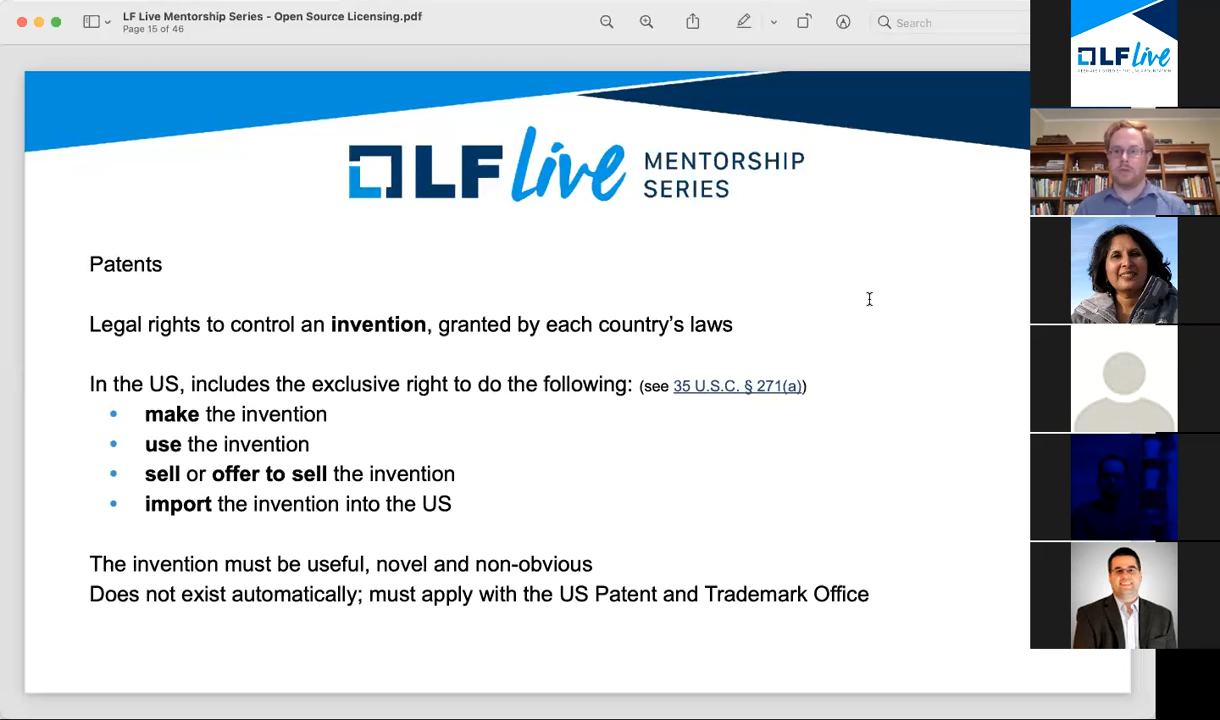 LF Live Mentorship Series - Open Source Licensing.pdf
Page 15 of 46
Search
LF Live
LF Live MENTORSHIP
SERIES
Patents
Legal rights to control an invention, granted by each country’s laws
In the US, includes the exclusive right to do the following: (see 35 U.S.C. § 271(a))
• make the invention
• use the invention
• sell or offer to sell the invention
• import the invention into the US
The invention must be useful, novel and non-obvious
Does not exist automatically; must apply with the US Patent and Trademark Office